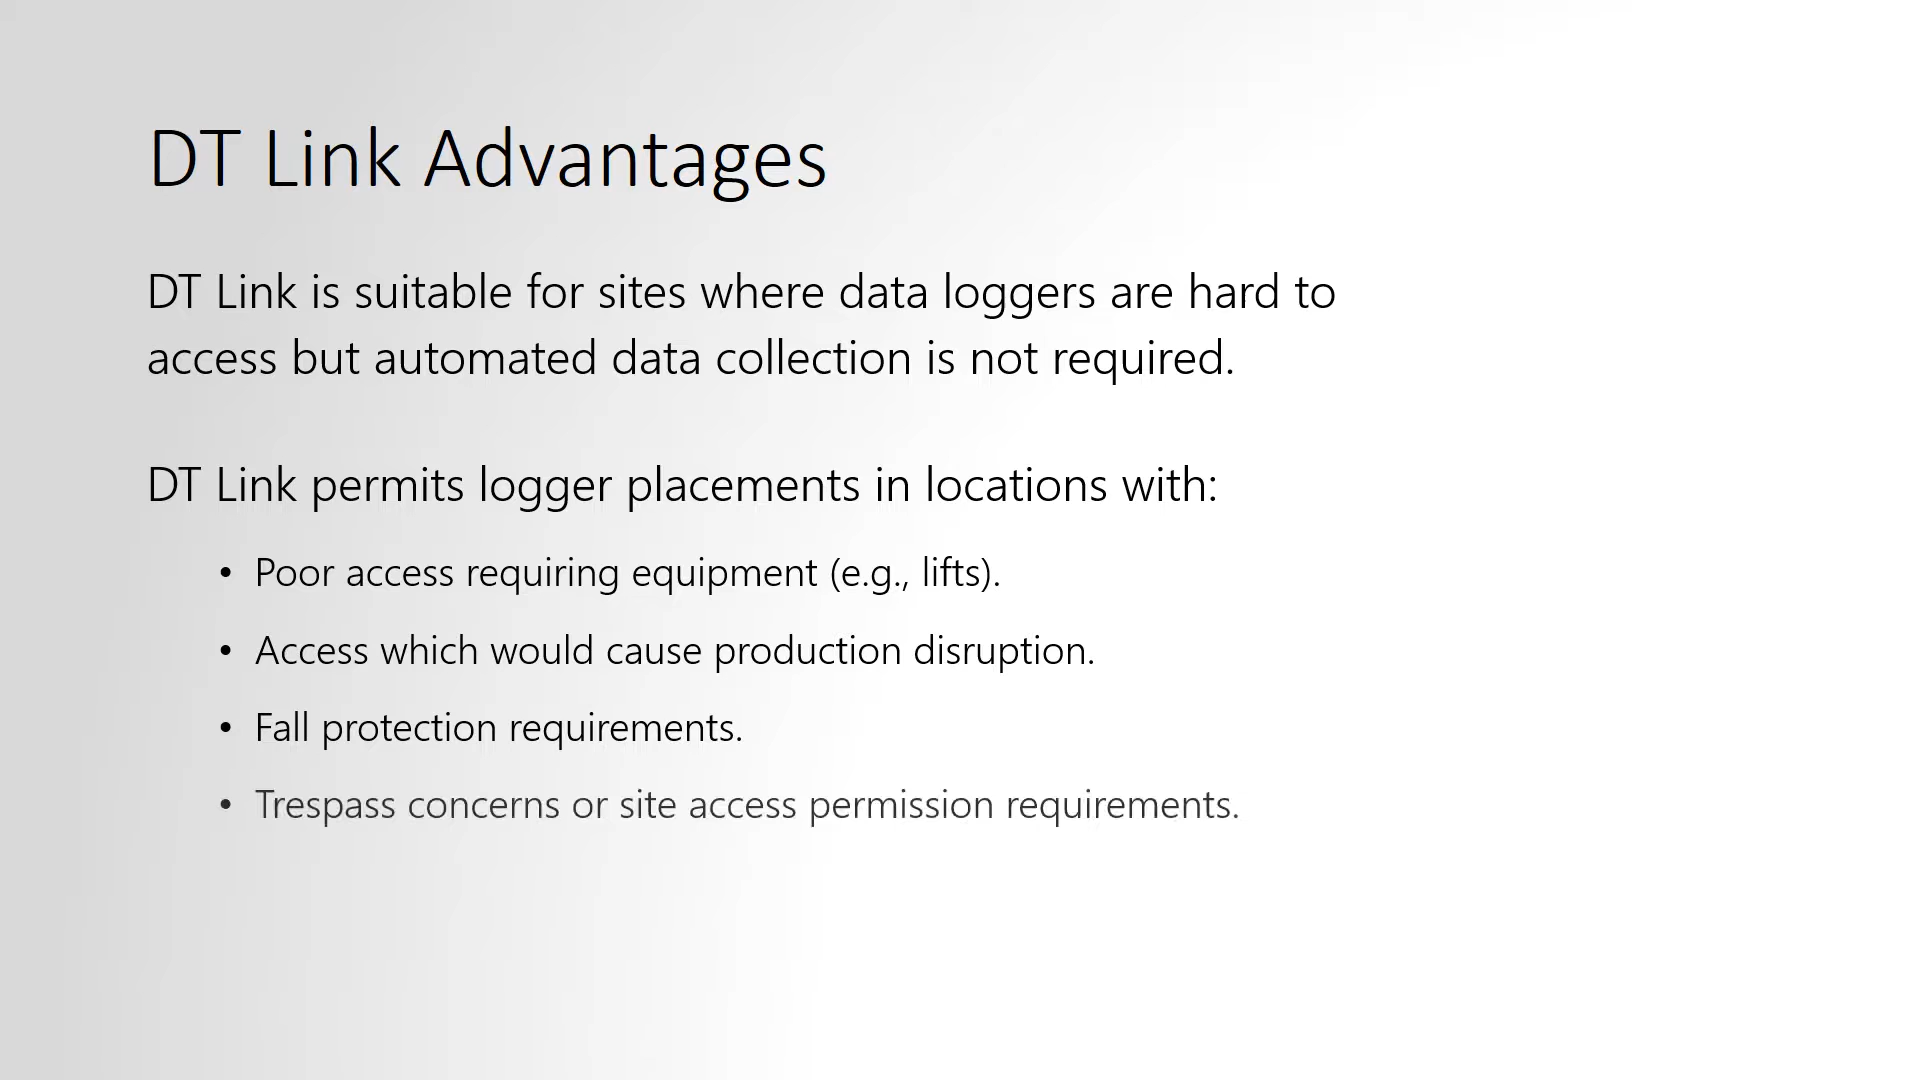 DT Link Advantages
DT Link is suitable for sites where data loggers are hard to
access but automated data collection is not required.
DT Link permits logger placements in locations with:
• Poor access requiring equipment (e.g., lifts).
• Access which would cause production disruption.
• Fall protection requirements.
• Trespass concerns or site access permission requirements.